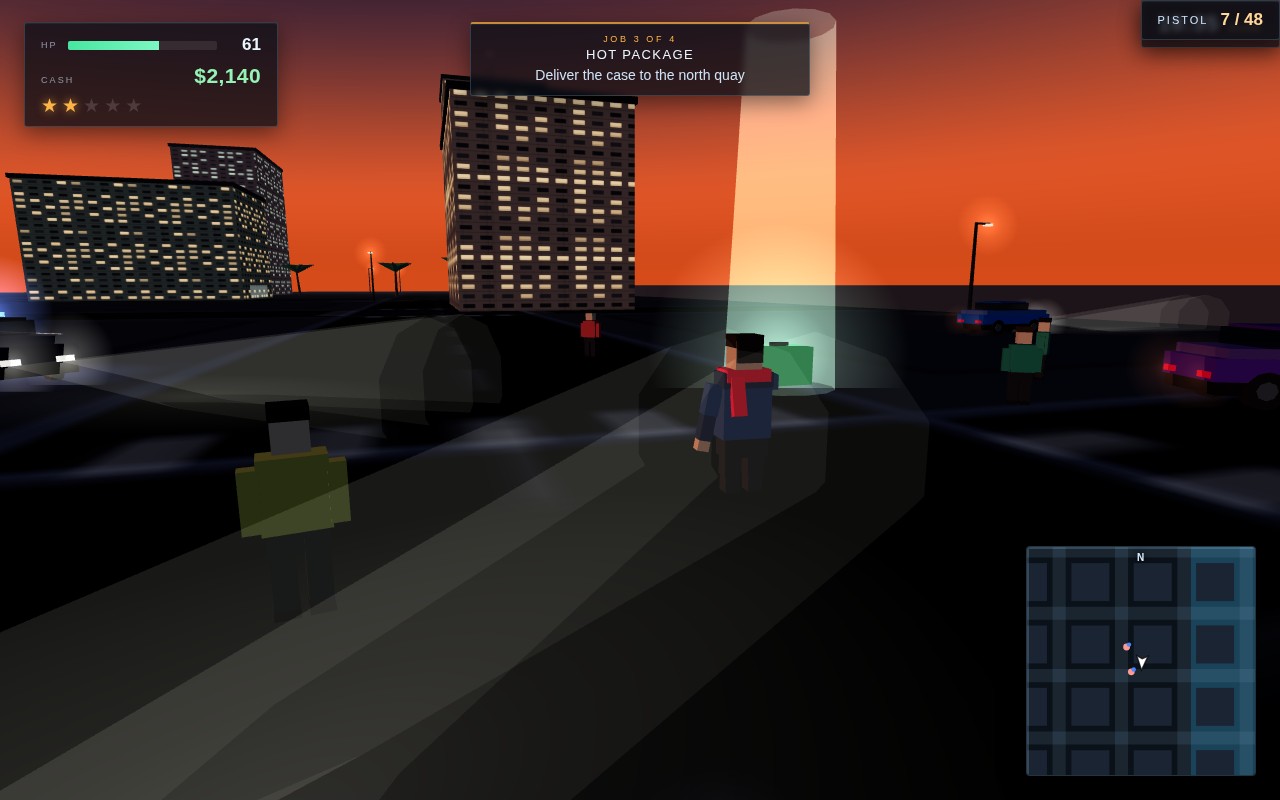 HP 61
CASH $2,140
JOB 3 OF 4
HOT PACKAGE
Deliver the case to the north quay
PISTOL 7 / 48
N